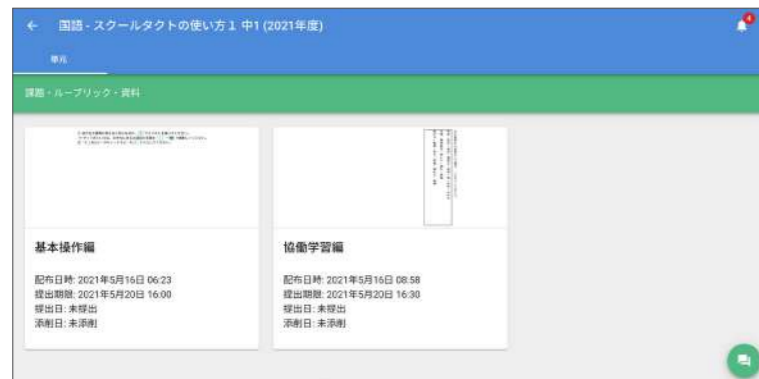 国語 - スクールタクトの使い方１ 中1 (2021年度)
4
単元
課題・ルーブリック・資料
基本操作編
配布日時: 2021年5月16日 06:23
提出期限: 2021年5月20日 16:00
提出日: 未提出
添削日: 未添削
協働学習編
配布日時: 2021年5月16日 08:58
提出期限: 2021年5月20日 16:30
提出日: 未提出
添削日: 未添削